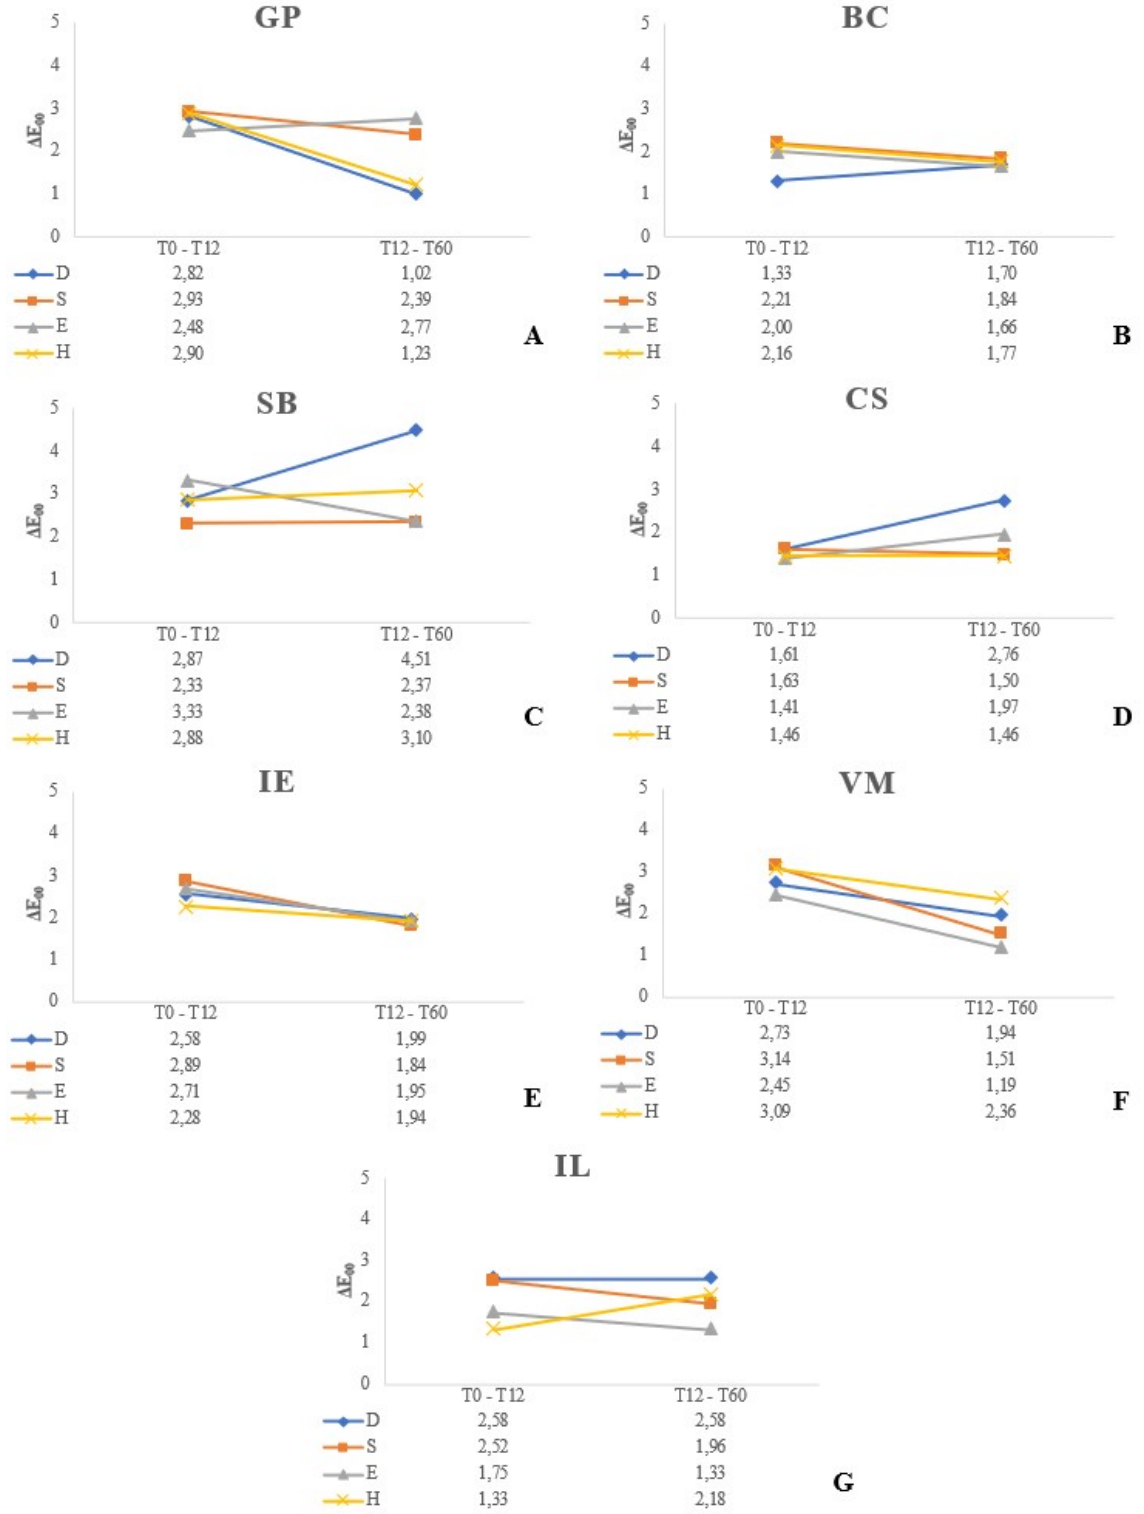 GP
5
4
3
2
1
0
ΔE00
T0 - T12 T12 - T60
D 2,82 1,02
S 2,93 2,39
E 2,48 2,77
H 2,90 1,23
A
BC
5
4
3
2
1
0
ΔE00
T0 - T12 T12 - T60
D 1,33 1,70
S 2,21 1,84
E 2,00 1,66
H 2,16 1,77
B
SB
5
4
3
2
1
0
ΔE00
T0 - T12 T12 - T60
D 2,87 4,51
S 2,33 2,37
E 3,33 2,38
H 2,88 3,10
C
CS
5
4
3
2
1
0
ΔE00
T0 - T12 T12 - T60
D 1,61 2,76
S 1,63 1,50
E 1,41 1,97
H 1,46 1,46
D
IE
5
4
3
2
1
0
ΔE00
T0 - T12 T12 - T60
D 2,58 1,99
S 2,89 1,84
E 2,71 1,95
H 2,28 1,94
E
VM
5
4
3
2
1
0
ΔE00
T0 - T12 T12 - T60
D 2,73 1,94
S 3,14 1,51
E 2,45 1,19
H 3,09 2,36
F
IL
5
4
3
2
1
0
ΔE00
T0 - T12 T12 - T60
D 2,58 2,58
S 2,52 1,96
E 1,75 1,33
H 1,33 2,18
G